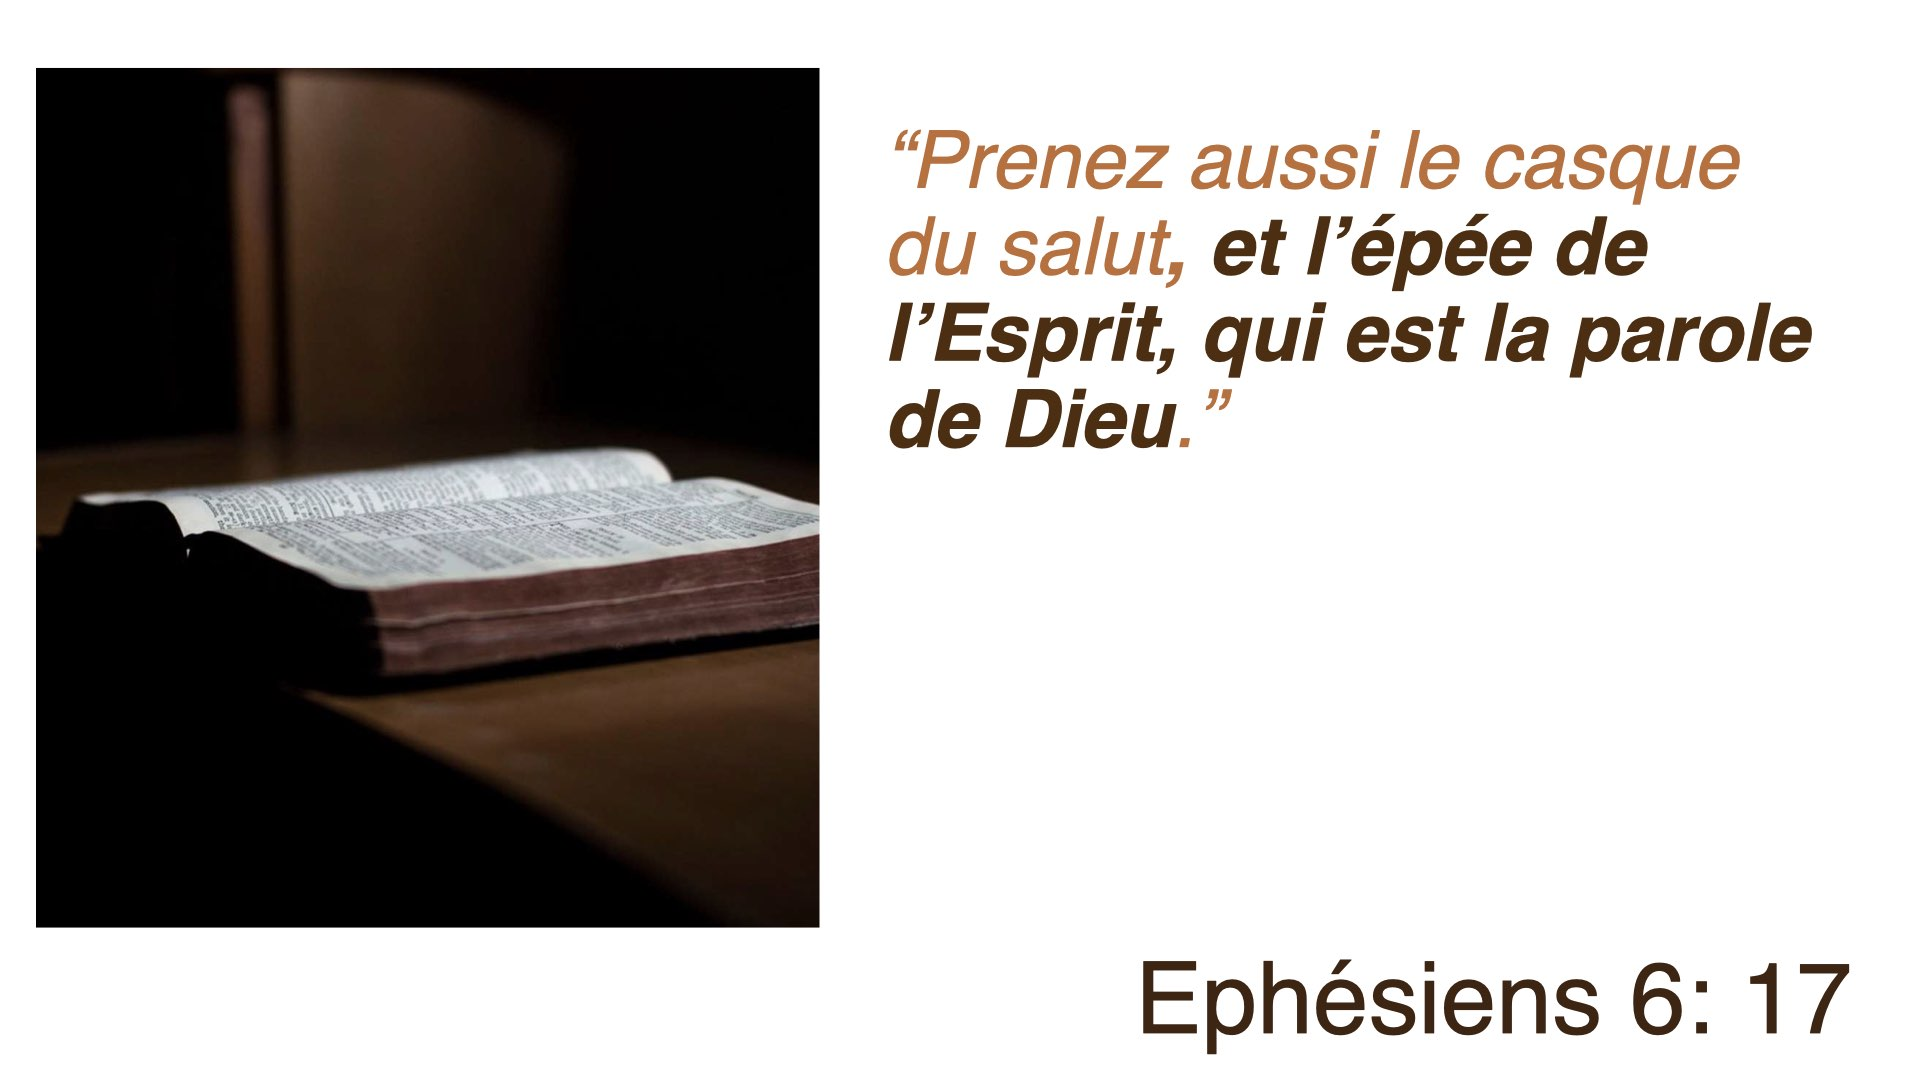 “Prenez aussi le casque
du salut, et l’épée de
l’Esprit, qui est la parole
de Dieu.”
Ephésiens 6: 17